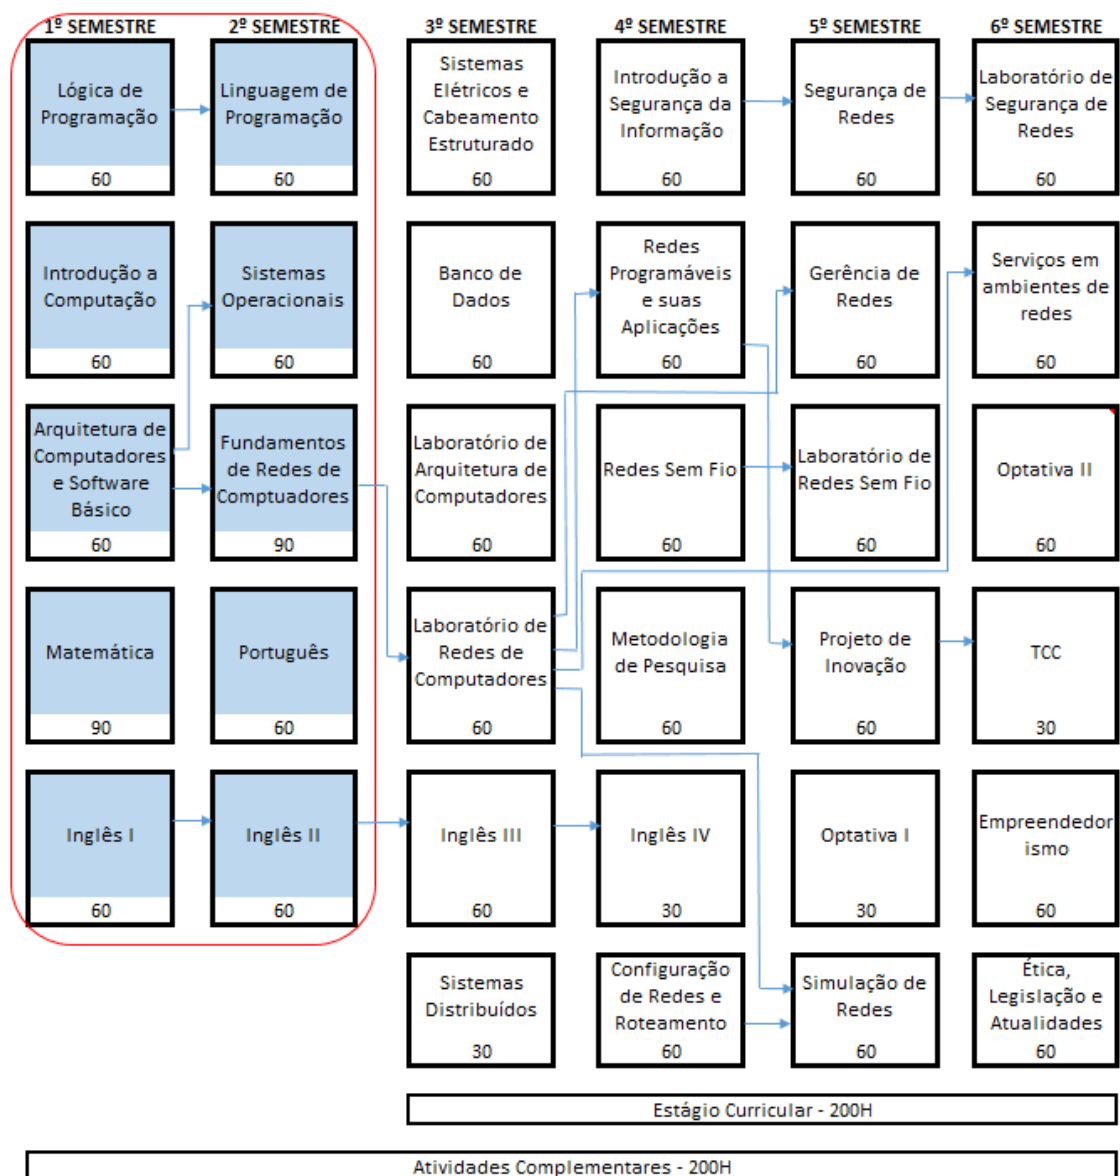 1º SEMESTRE
2º SEMESTRE
3º SEMESTRE
4º SEMESTRE
5º SEMESTRE
6º SEMESTRE
Lógica de
Programação
60
Linguagem de
Programação
60
Sistemas
Elétricos e
Cabeamento
Estruturado
60
Introdução a
Segurança da
Informação
60
Segurança de
Redes
60
Laboratório de
Segurança de
Redes
60
Introdução a
Computação
60
Sistemas
Operacionais
60
Banco de
Dados
60
Redes
Programáveis
e suas
Aplicações
60
Gerência de
Redes
60
Serviços em
ambientes de
redes
60
Arquitetura de
Computadores
e Software
Básico
60
Fundamentos
de Redes de
Comptuadores
90
Laboratório de
Arquitetura de
Computadores
60
Redes Sem Fio
60
Laboratório de
Redes Sem Fio
60
Optativa II
60
Matemática
90
Português
60
Laboratório de
Redes de
Computadores
60
Metodologia
de Pesquisa
60
Projeto de
Inovação
60
TCC
30
Inglês I
60
Inglês II
60
Inglês III
60
Inglês IV
30
Optativa I
30
Empreendedor
ismo
60
Sistemas
Distribuídos
30
Configuração
de Redes e
Roteamento
60
Simulação de
Redes
60
Ética,
Legislação e
Atualidades
60
Estágio Curricular - 200H
Atividades Complementares - 200H